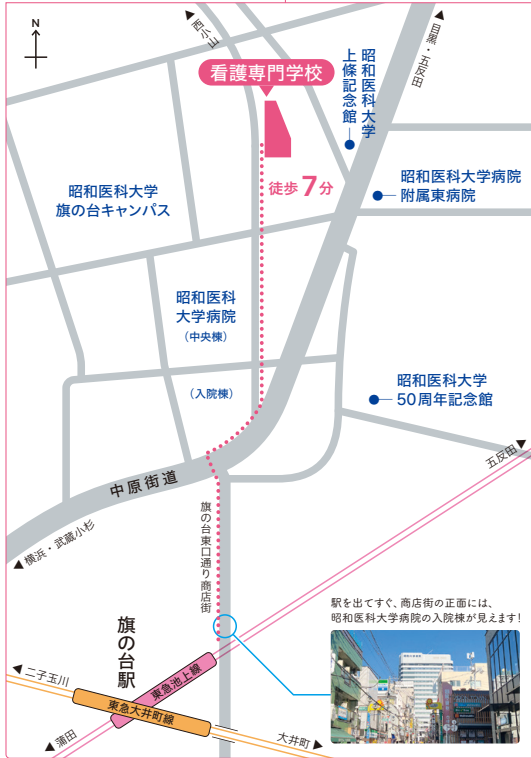 N
西小山
目黒・五反田
看護専門学校
昭和医科大学
上條記念館
徒歩7分
昭和医科大学病院
附属東病院
昭和医科大学
旗の台キャンパス
昭和医科
大学病院
(中央棟)
(入院棟)
昭和医科大学
50周年記念館
五反田
中原街道
横浜・武蔵小杉
旗の台東口通り商店街
駅を出てすぐ、商店街の正面には、
昭和医科大学病院の入院棟が見えます!
旗の台駅
東急池上線
二子玉川
東急大井町線
大井町
蒲田